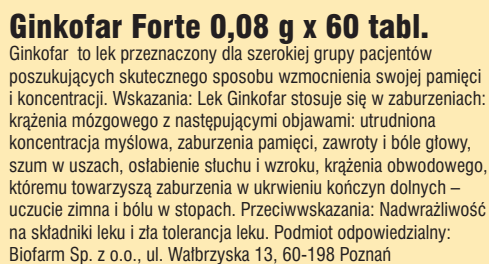 Ginkofar Forte 0,08 g x 60 tabl.
Ginkofar to lek przeznaczony dla szerokiej grupy pacjentów
poszukujących skutecznego sposobu wzmocnienia swojej pamięci
i koncentracji. Wskazania: Lek Ginkofar stosuje się w zaburzeniach:
krążenia mózgowego z następującymi objawami: utrudniona
koncentracja myślowa, zaburzenia pamięci, zawroty i bóle głowy,
szum w uszach, osłabienie słuchu i wzroku, krążenia obwodowego,
któremu towarzyszą zaburzenia w ukrwieniu kończyn dolnych –
uczucie zimna i bólu w stopach. Przeciwwskazania: Nadwrażliwość
na składniki leku i zła tolerancja leku. Podmiot odpowiedzialny:
Biofarm Sp. z o.o., ul. Wałbrzyska 13, 60-198 Poznań